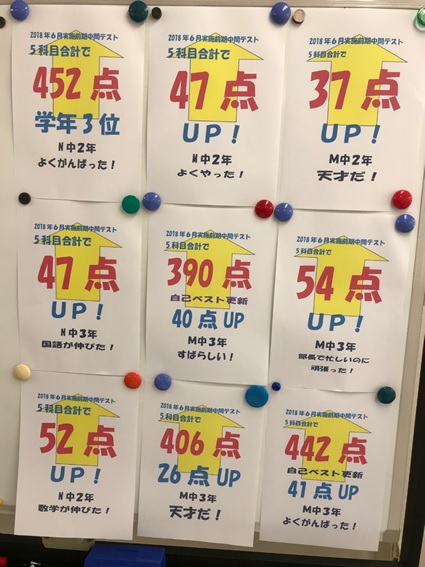 2018年6月実施前期中間テスト
5科目合計で
452点
学年3位
N中2年
よくがんばった！
2018年6月実施前期中間テスト
5科目合計で
47点
UP！
N中2年
よくやった！
2018年6月実施前期中間テスト
5科目合計で
37点
UP！
M中2年
天才だ！
2018年6月実施前期中間テスト
5科目合計で
47点
UP！
N中3年
国語が伸びた！
2018年6月実施前期中間テスト
5科目合計で
390点
自己ベスト更新
40点UP
M中3年
すばらしい！
2018年6月実施前期中間テスト
5科目合計で
54点
UP！
M中3年
部長で忙しいのに
頑張った！
2018年6月実施前期中間テスト
5科目合計で
52点
UP！
N中2年
数学が伸びた！
2018年6月実施前期中間テスト
5科目合計で
406点
26点UP
M中3年
天才だ！
2018年6月実施前期中間テスト
5科目合計で
442点
自己ベスト更新
41点UP
M中3年
よくがんばった！